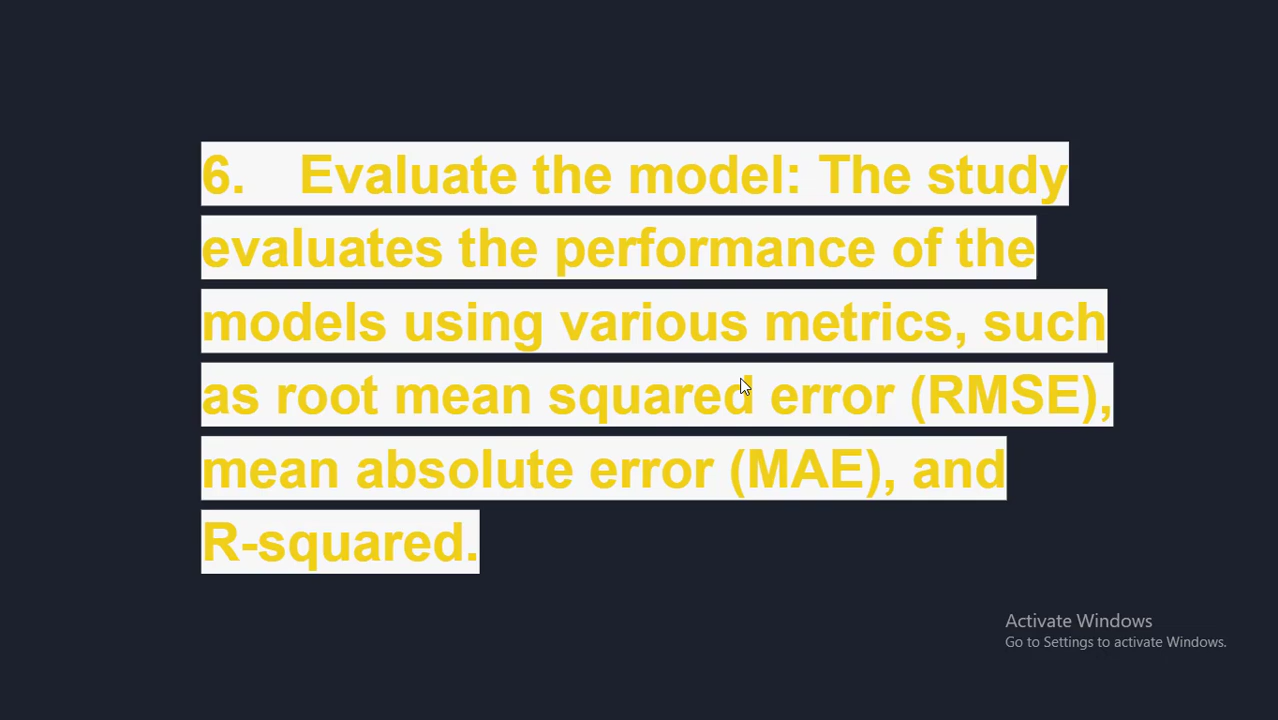 6. Evaluate the model: The study
evaluates the performance of the
models using various metrics, such
as root mean squared error (RMSE),
mean absolute error (MAE), and
R-squared.
Activate Windows
Go to Settings to activate Windows.